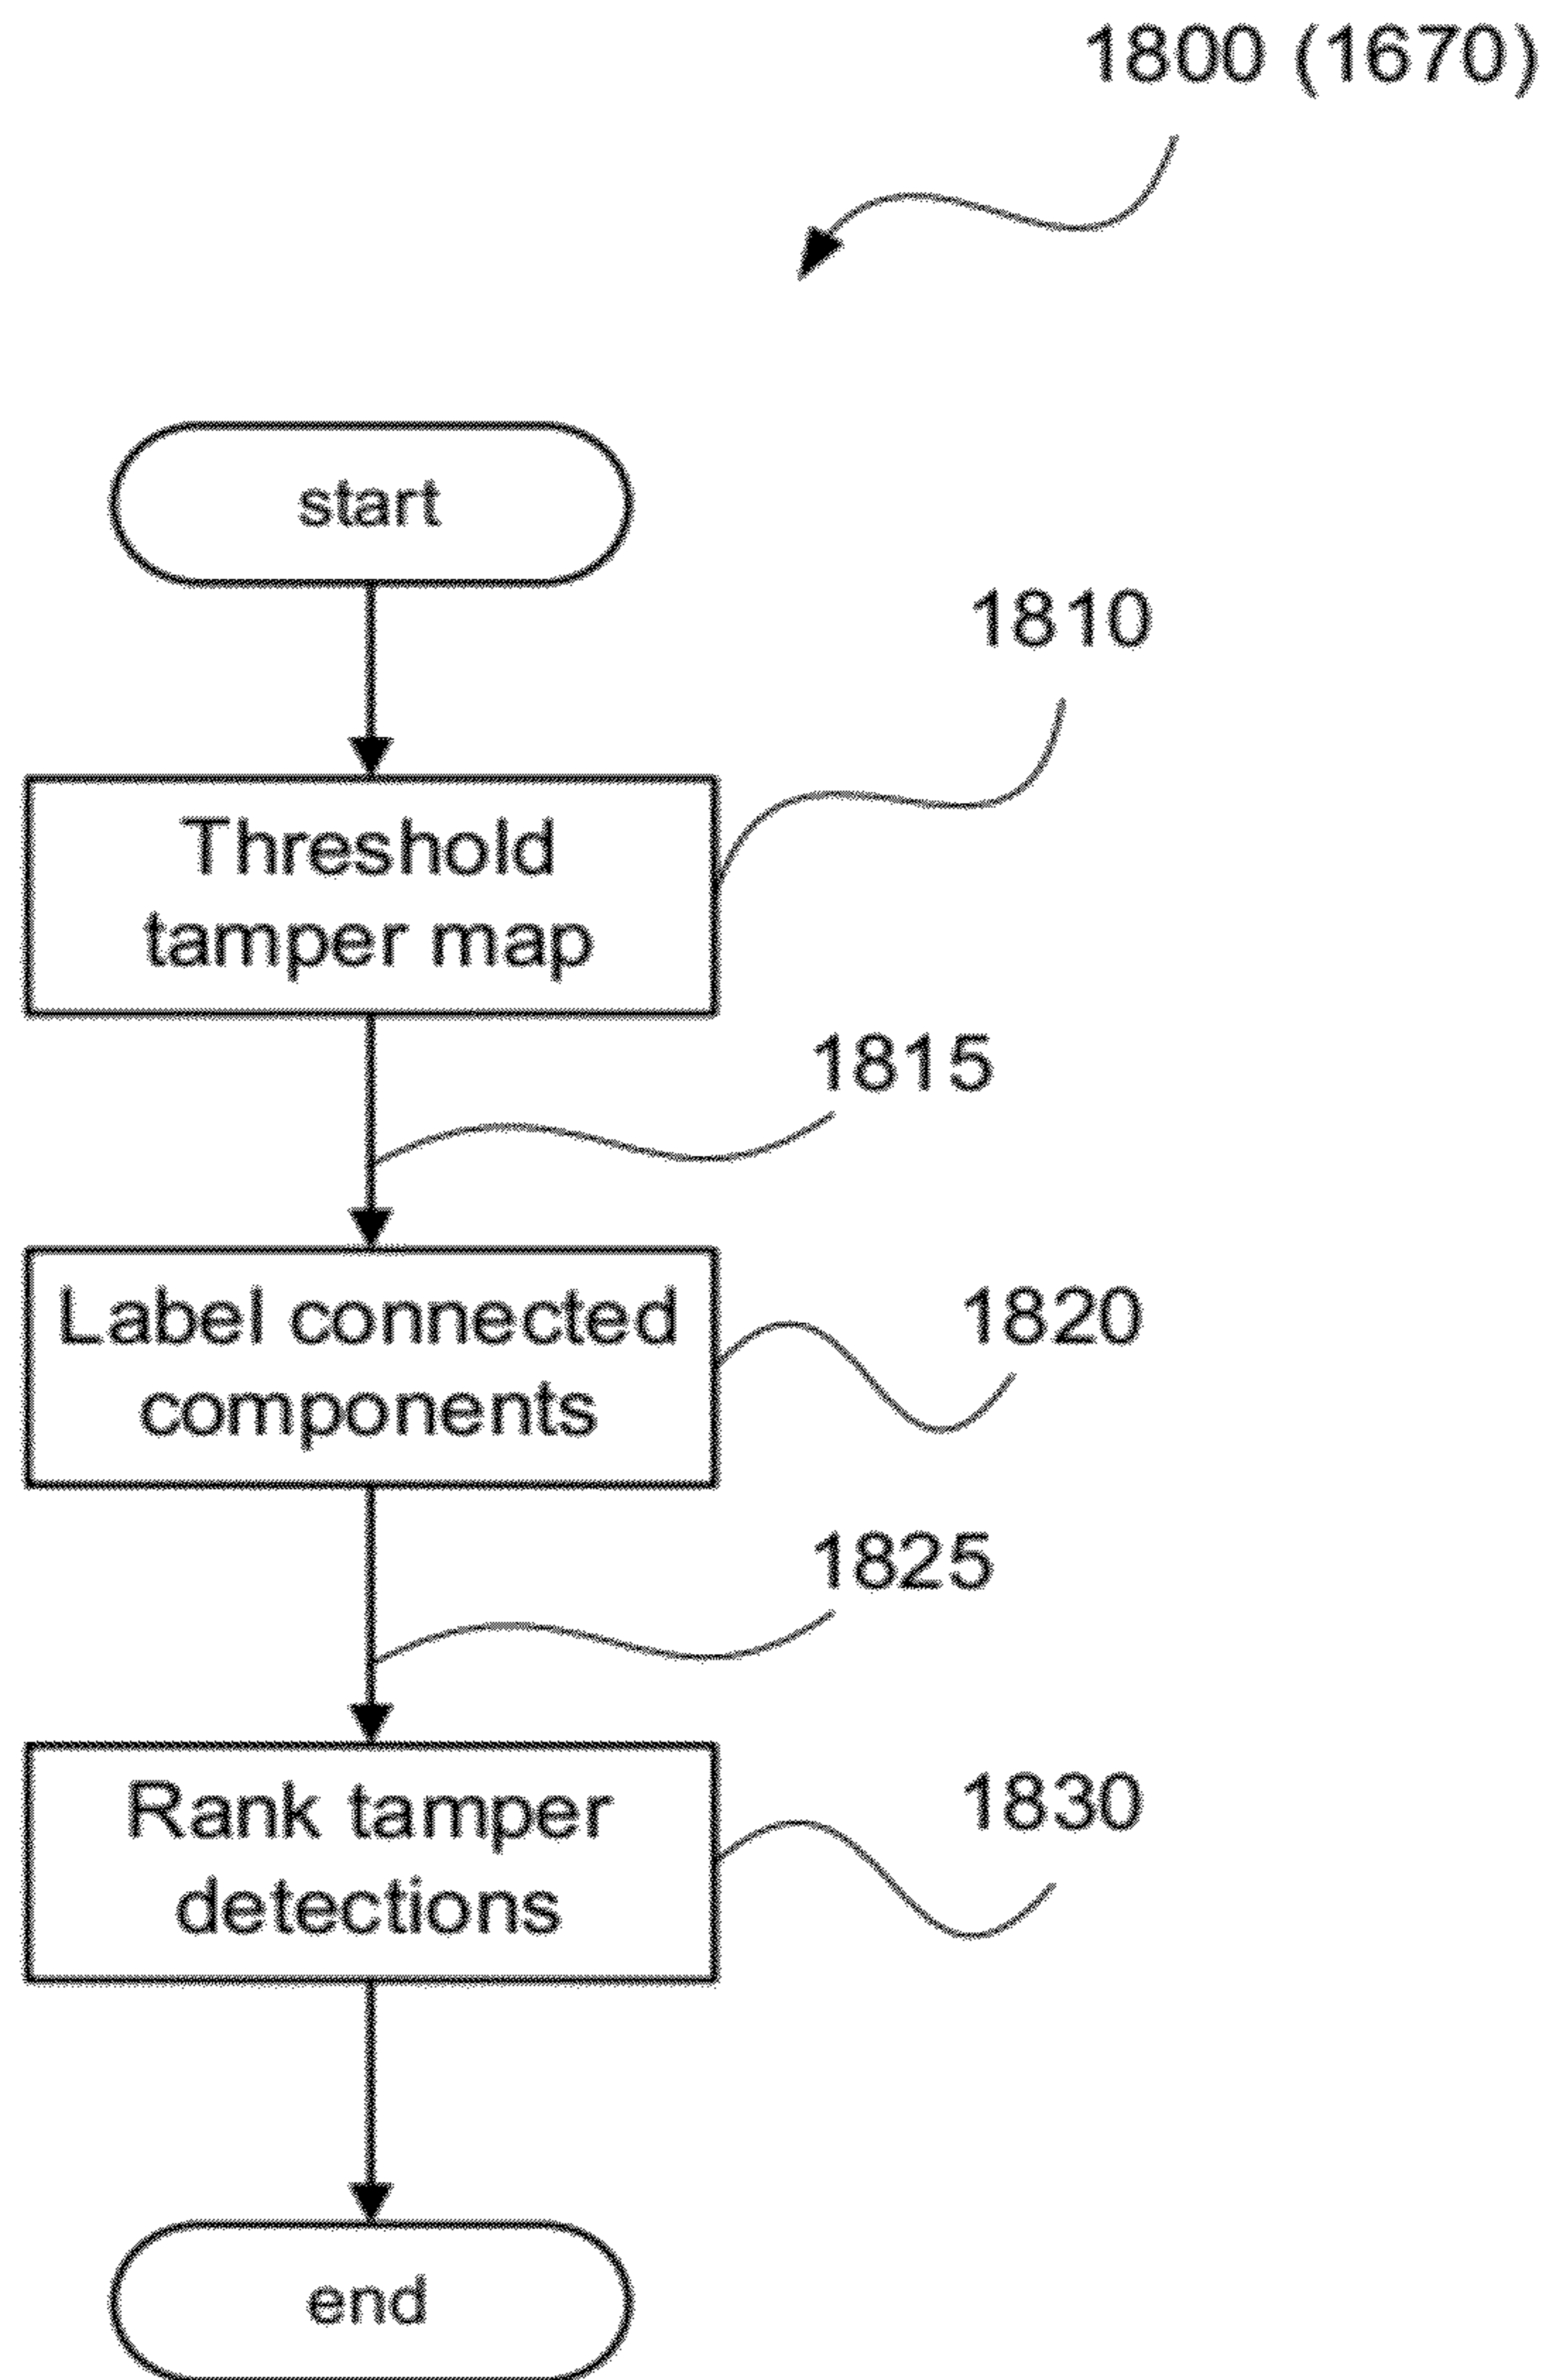 1800 (1670)
start
1810
Threshold
tamper map
1815
Label connected
components
1820
1825
Rank tamper
detections
1830
end